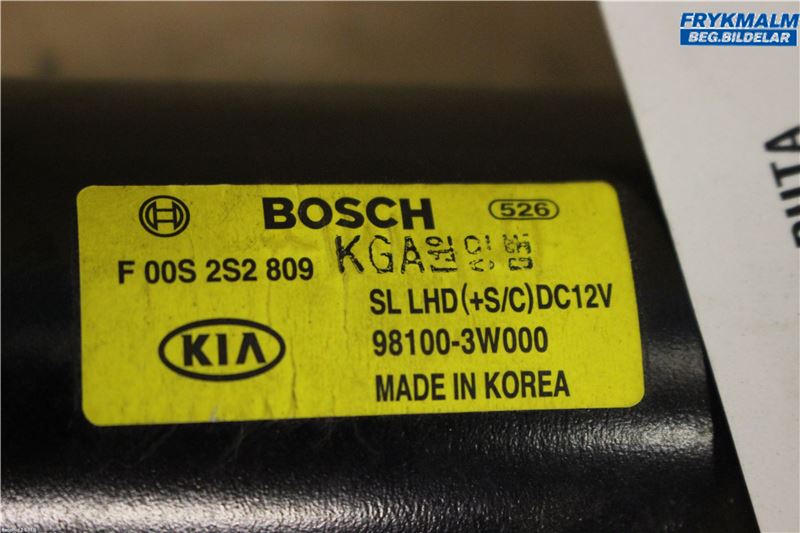 FRYKMALM
BEG.BILDELAR
BOSCH 526
F 00S 2S2 809 KGA
SL LHD(+S/C)DC12V
KIA 98100-3W000
MADE IN KOREA